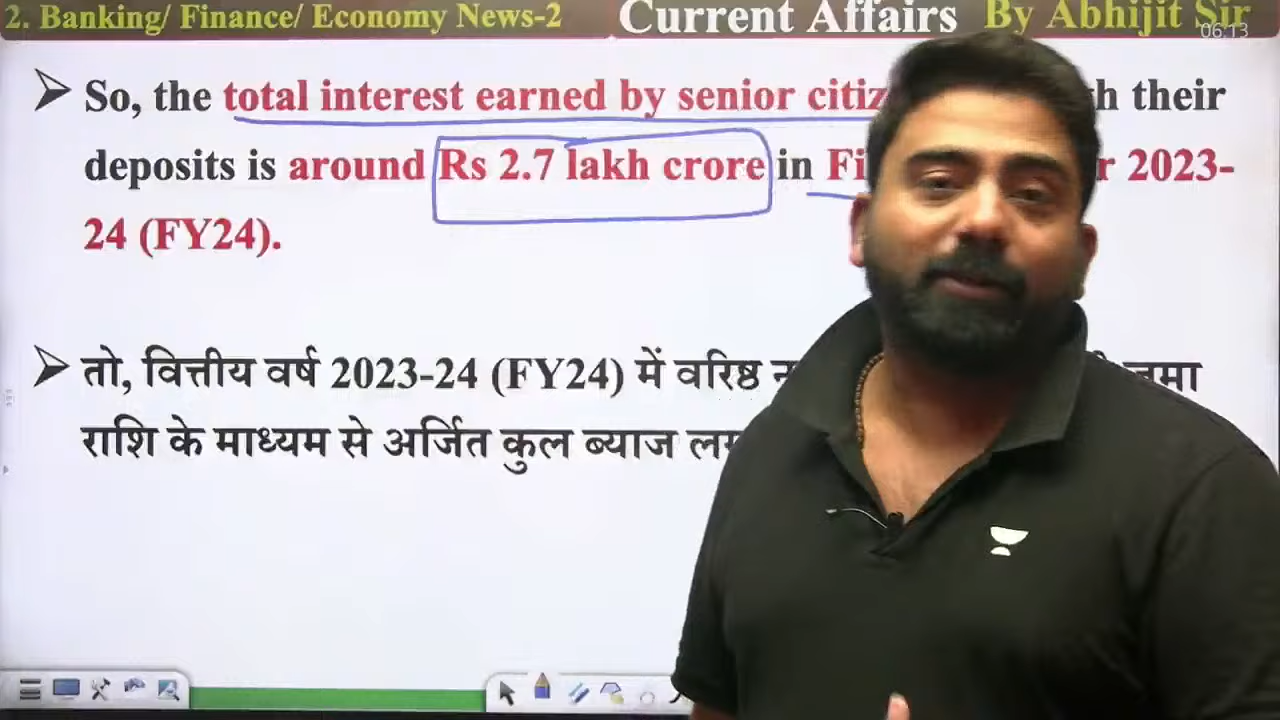 2. Banking/ Finance/ Economy News-2 Current Affairs By Abhijit Sir
06:13
So, the total interest earned by senior their
deposits is around Rs 2.7 lakh crore in 2023-
24 (FY24).
तो, वित्तीय वर्ष 2023-24 (FY24) में वरिष्ठ
राशि के माध्यम से अर्जित कुल ब्याज